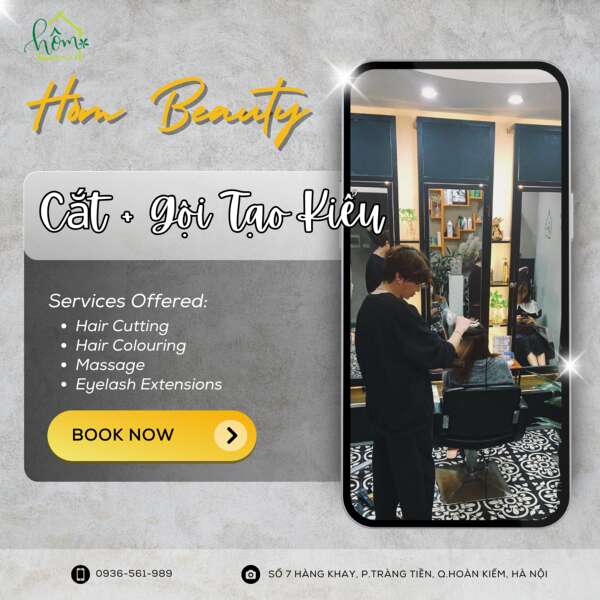 hôm
Hôm Beauty
Cắt + gội Tạo Kiểu
Services Offered:
• Hair Cutting
• Hair Colouring
• Massage
• Eyelash Extensions
BOOK NOW
0936-561-989
SỐ 7 HÀNG KHAY, P.TRÀNG TIỀN, Q.HOÀN KIẾM, HÀ NỘI